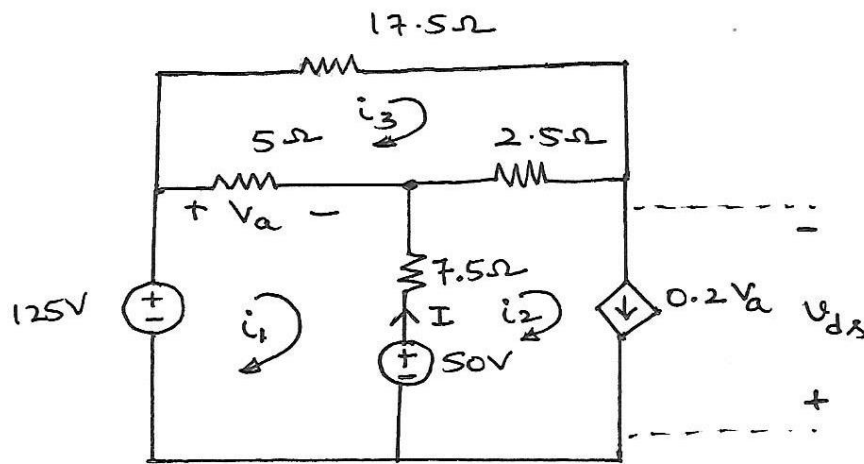 17.5Ω
i3
5Ω
2.5Ω
+ Va -
7.5Ω
125V
+
-
i1
I
i2
+
-
50V
0.2Va
-
vds
+